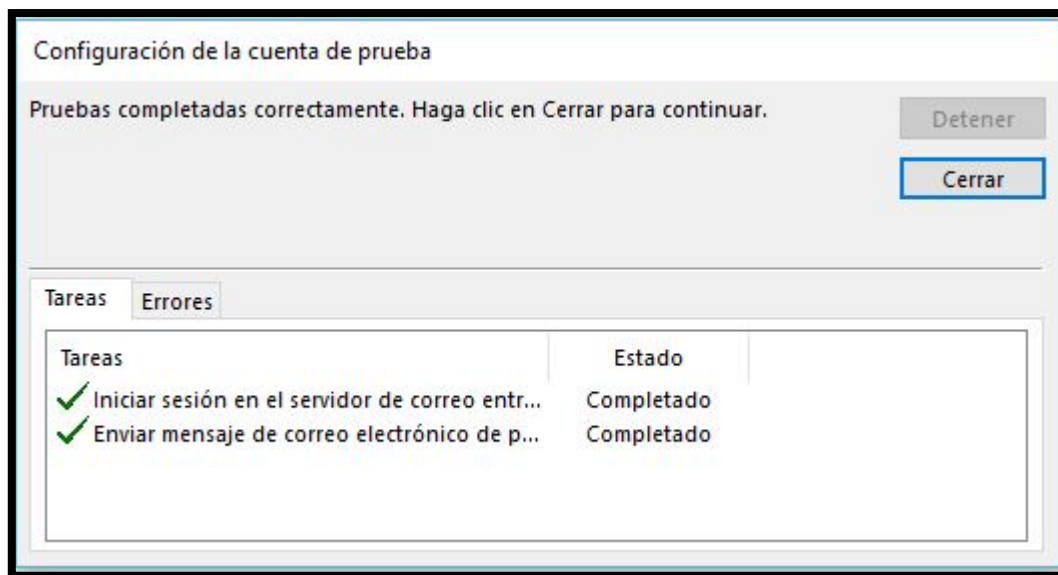 Configuración de la cuenta de prueba
Pruebas completadas correctamente. Haga clic en Cerrar para continuar.
Detener
Cerrar
Tareas Errores
Tareas Estado
Iniciar sesión en el servidor de correo entr... Completado
Enviar mensaje de correo electrónico de p... Completado